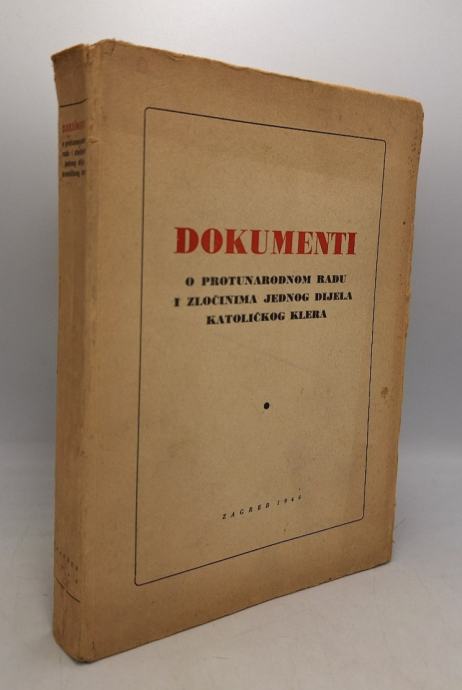 DOKUMENTI
O PROTUNARODNOM RADU
I ZLOČINIMA JEDNOG DIJELA
KATOLIČKOG KLERA
ZAGREB 1946